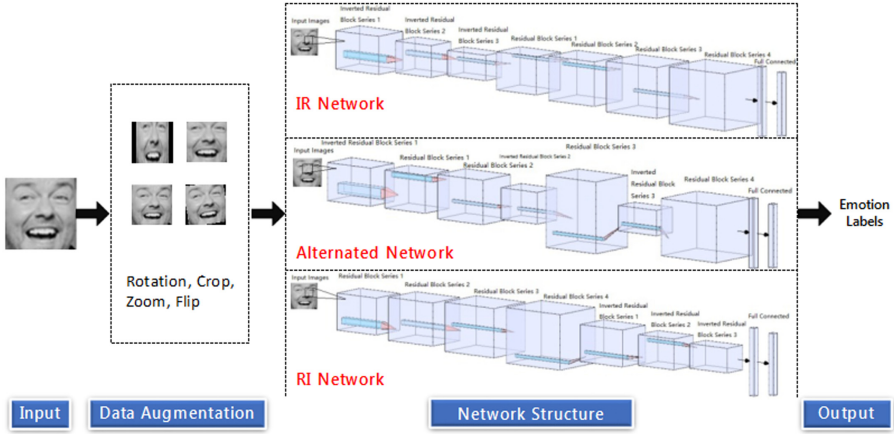 Inverted Residual
Block Series 1
Input Images
Inverted Residual
Block Series 2
Inverted Residual
Block Series 3
Residual Block Series 1
Residual Block Series 2
Residual Block Series 3
Residual Block Series 4
Full Connected
IR Network
Inverted Residual Block Series 1
Input Images
Residual Block Series 1
Residual Block Series 2
Inverted Residual Block Series 2
Residual Block Series 3
Inverted
Residual Block
Series 3
Residual Block Series 4
Full Connected
Alternated Network
Input Images
Residual Block Series 1
Residual Block Series 2
Residual Block Series 3
Residual Block Series 4
Inverted Residual
Block Series 1
Inverted Residual
Block Series 2
Inverted Residual
Block Series 3
Full Connected
RI Network
Rotation, Crop,
Zoom, Flip
Emotion
Labels
Input
Data Augmentation
Network Structure
Output